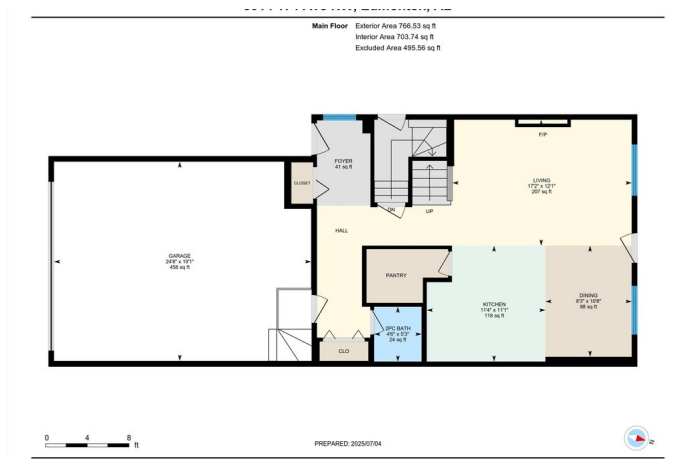 Main Floor Exterior Area 766.53 sq ft
Interior Area 703.74 sq ft
Excluded Area 495.56 sq ft
F/P
FOYER
41 sq ft
CLOSET
LIVING
17'2" x 12'1"
207 sq ft
DN
UP
HALL
GARAGE
24'8" x 19'1"
458 sq ft
PANTRY
KITCHEN
11'4" x 11'1"
118 sq ft
DINING
8'3" x 10'8"
88 sq ft
2PC BATH
4'6" x 5'3"
24 sq ft
CLO
0 4 8
ft
PREPARED: 2025/07/04
N